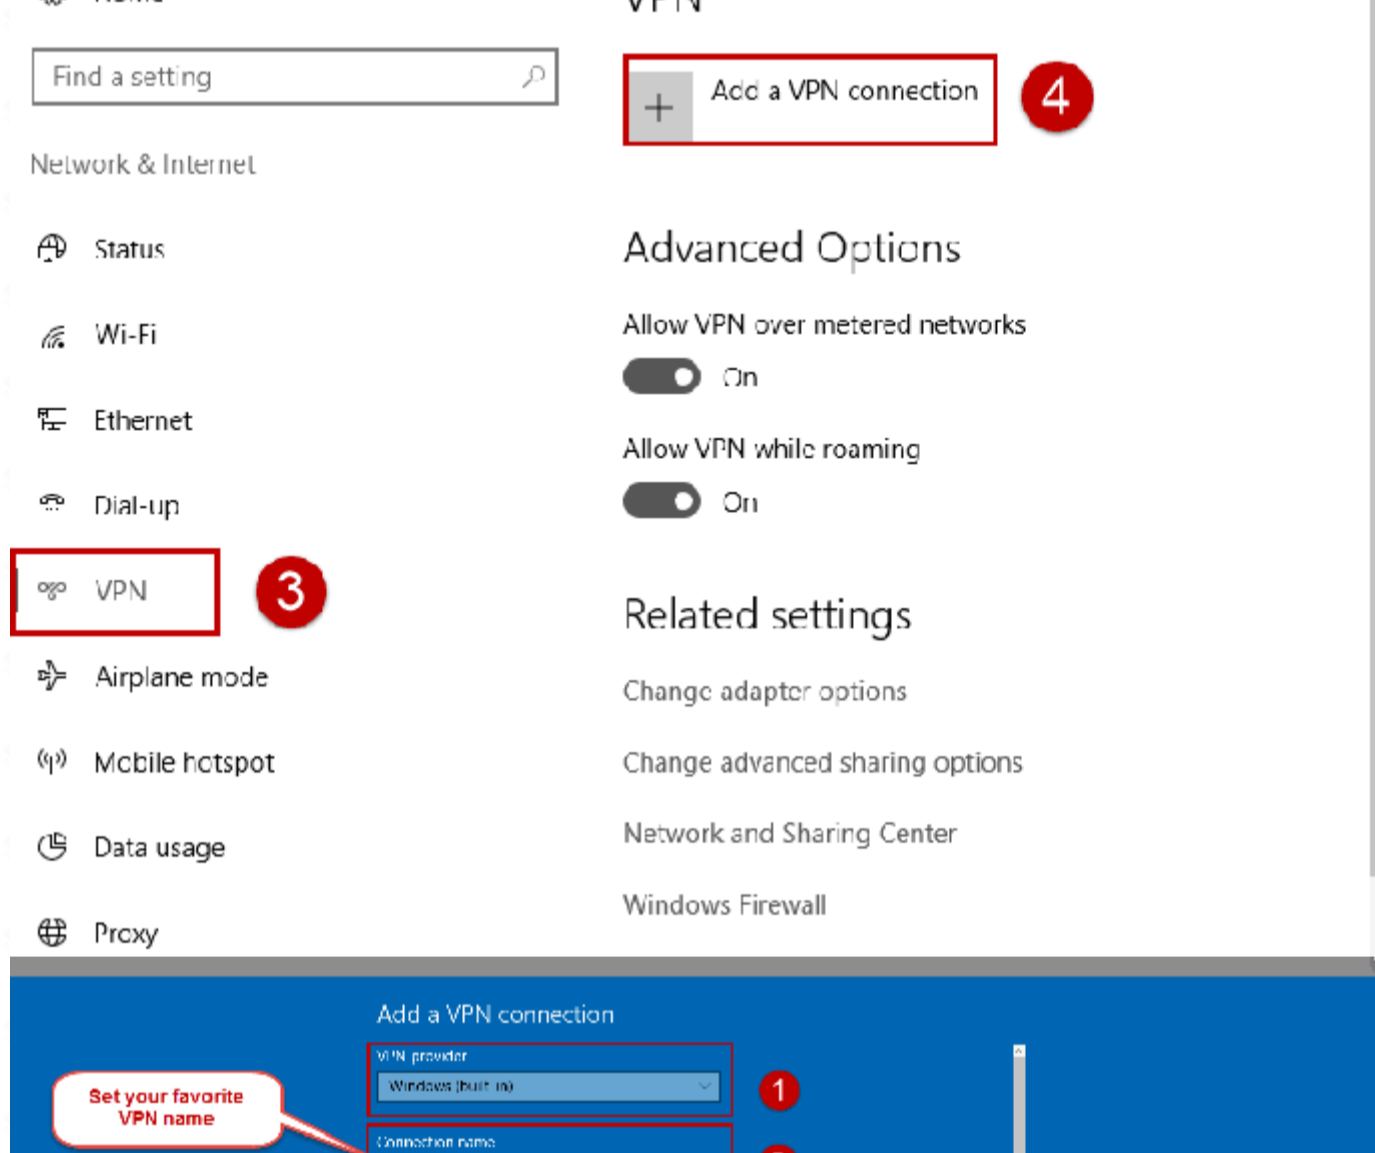 Home
VPN
Find a setting
Add a VPN connection
4
Network & Internet
Status
Advanced Options
Wi-Fi
Allow VPN over metered networks
On
Ethernet
Allow VPN while roaming
Dial-up
On
VPN
3
Related settings
Airplane mode
Change adapter options
Mobile hotspot
Change advanced sharing options
Data usage
Network and Sharing Center
Windows Firewall
Proxy
Add a VPN connection
VPN provider
Windows (built-in)
1
Set your favorite
VPN name
Connection name